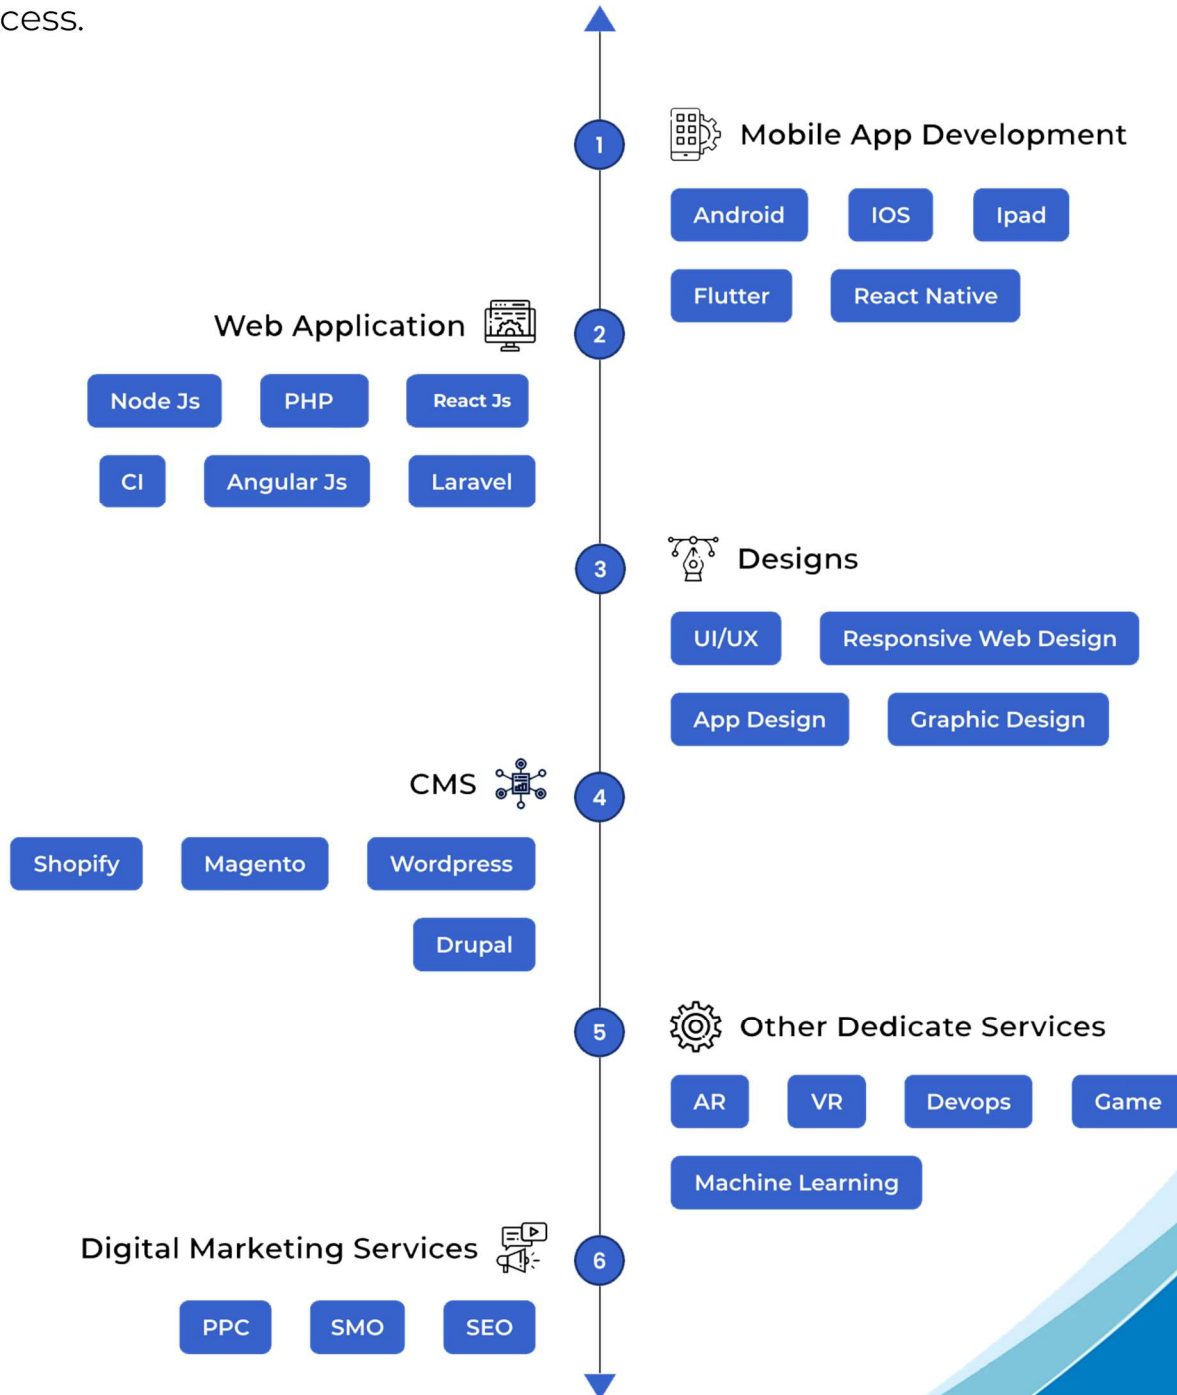 cess.
1
Mobile App Development
Android IOS Ipad
Flutter React Native
Web Application
2
Node Js PHP React Js
CI Angular Js Laravel
3
Designs
UI/UX Responsive Web Design
App Design Graphic Design
CMS
4
Shopify Magento Wordpress
Drupal
5
Other Dedicate Services
AR VR Devops Game
Machine Learning
Digital Marketing Services
6
PPC SMO SEO